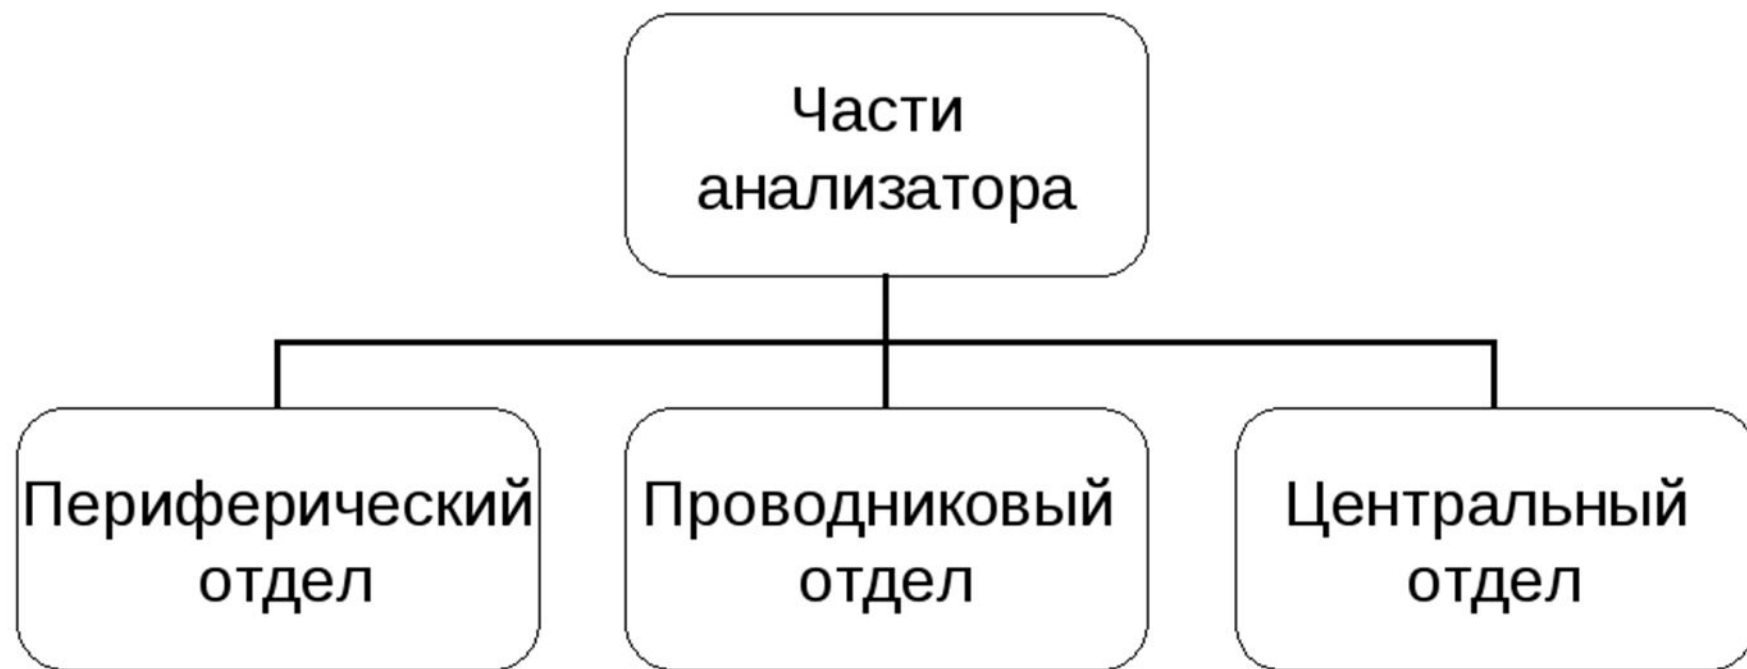 Части
анализатора
Периферический
отдел
Проводниковый
отдел
Центральный
отдел